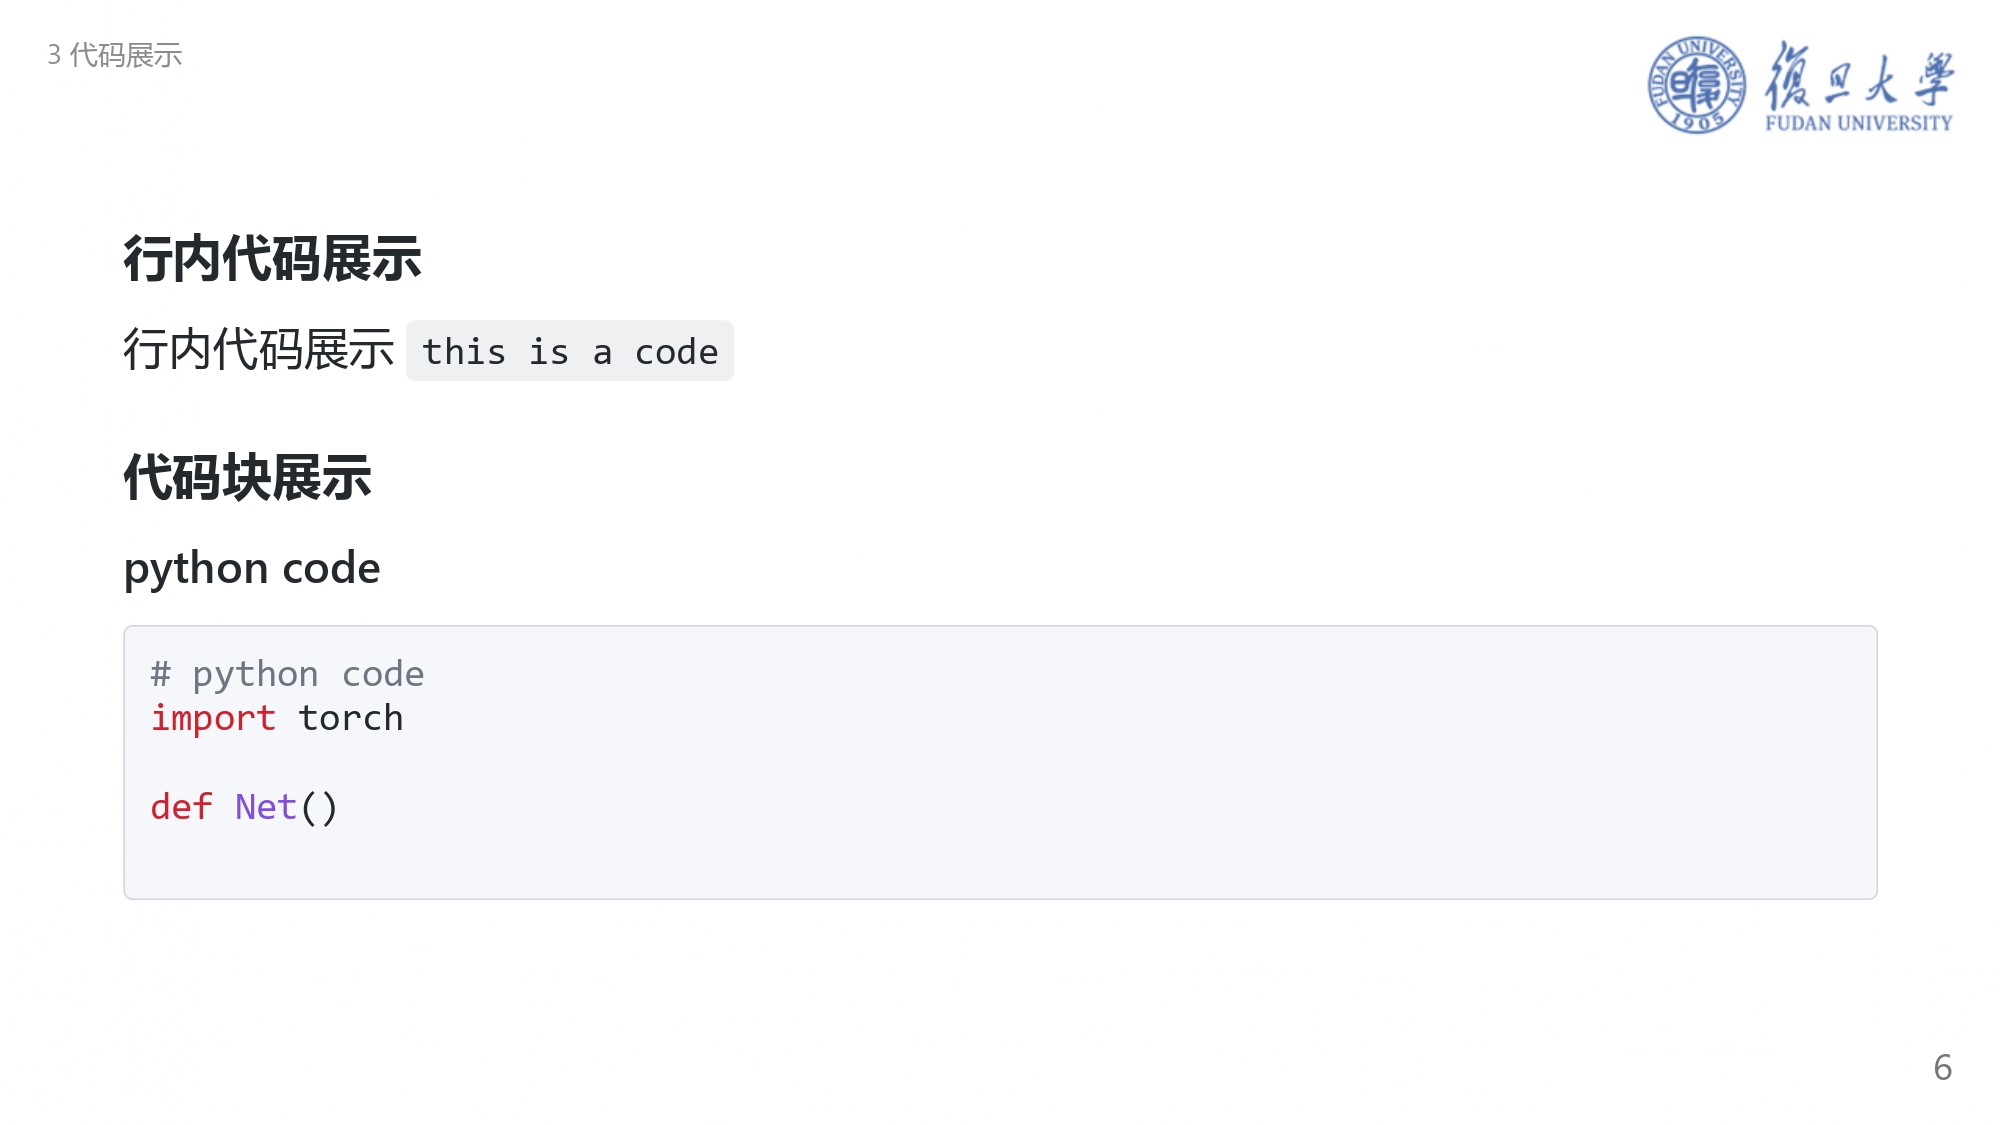 3 代码展示
FUDAN UNIVERSITY
1905
復旦大學
FUDAN UNIVERSITY
行内代码展示
行内代码展示 this is a code
代码块展示
python code
# python code
import torch
def Net()
6